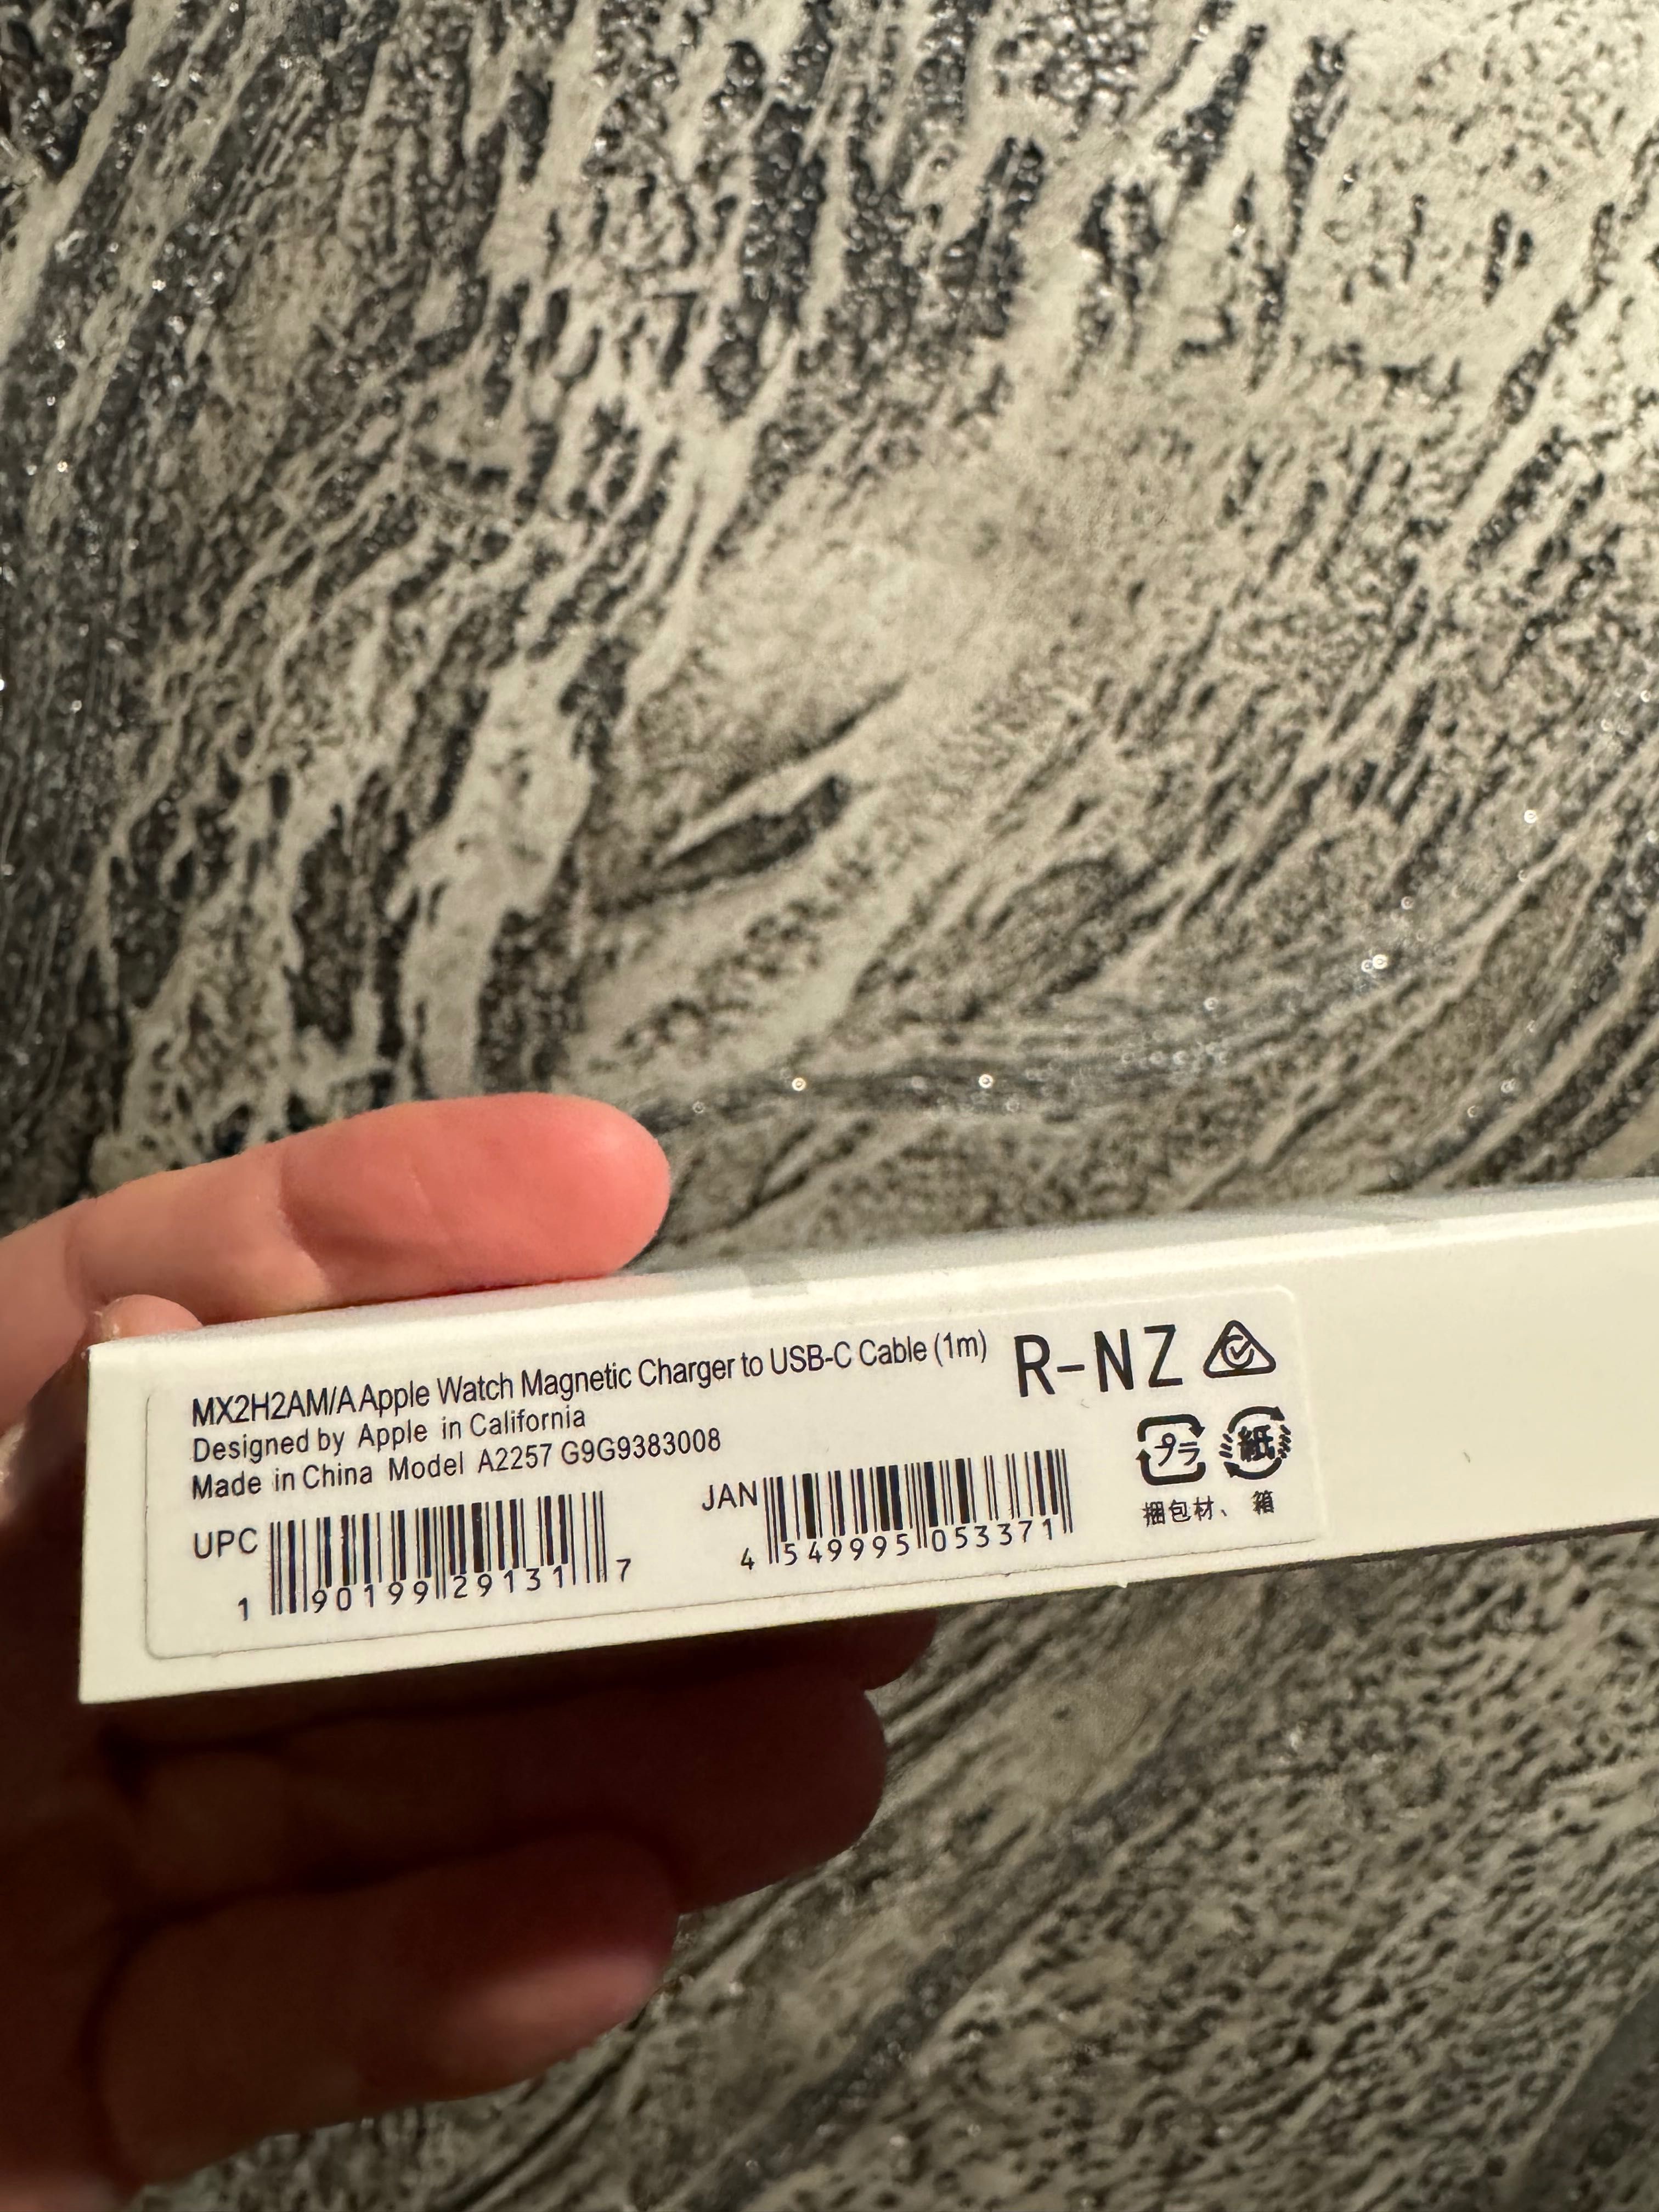 MX2H2AM/A Apple Watch Magnetic Charger to USB-C Cable (1m)
Designed by Apple in California
Made in China Model A2257 G9G9383008
R-NZ
UPC
1 90199 29131 7
JAN
4 549995 053371
プラ 紙
捆包材、 箱